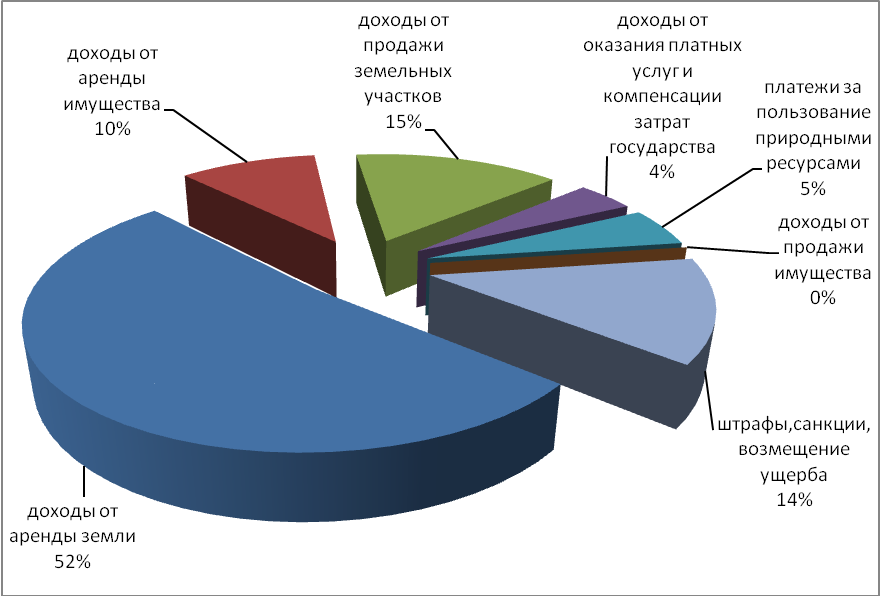 доходы от
аренды
имущества
10%
доходы от
продажи
земельных
участков
15%
доходы от
оказания платных
услуг и
компенсации
затрат
государства
4%
платежи за
пользование
природными
ресурсами
5%
доходы от
продажи
имущества
0%
штрафы,санкции,
возмещение
ущерба
14%
доходы от
аренды земли
52%